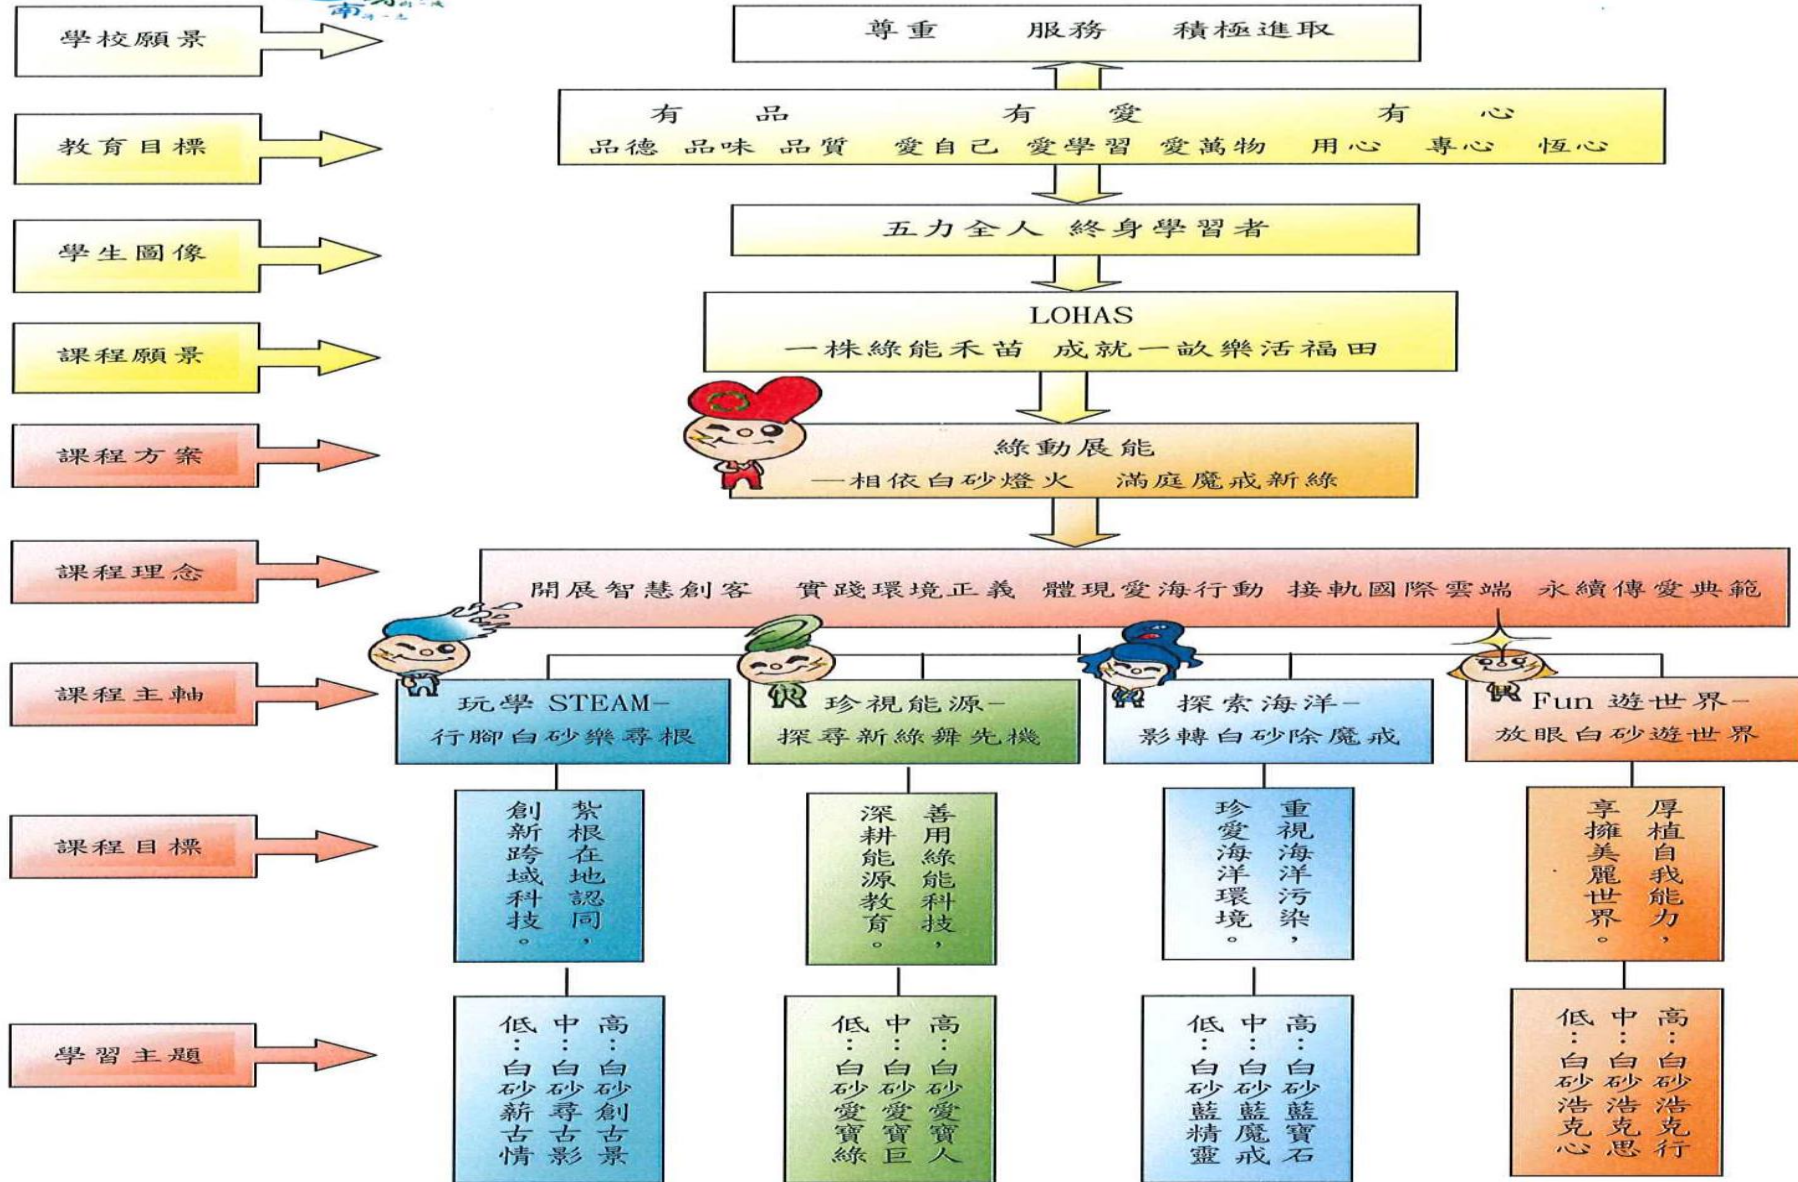 學校願景
尊重 服務 積極進取
教育目標
有品 有愛 有心
品德 品味 品質 愛自己 愛學習 愛萬物 用心 專心 恆心
學生圖像
五力全人 終身學習者
課程願景
LOHAS
一株綠能禾苗 成就一畝樂活福田
課程方案
綠動展能
—相依白砂燈火 滿庭魔戒新綠
課程理念
開展智慧創客 實踐環境正義 體現愛海行動 接軌國際雲端 永續傳愛典範
課程主軸
玩學 STEAM-
行腳白砂樂尋根
珍視能源-
探尋新綠舞先機
探索海洋-
影轉白砂除魔戒
Fun 遊世界-
放眼白砂遊世界
課程目標
紮根在地認同，
創新跨域科技。
善用綠能科技，
深耕能源教育。
重視海洋污染，
珍愛海洋環境。
厚植自我能力，
享擁美麗世界。
學習主題
高：白砂創古景
中：白砂尋古影
低：白砂薪古情
高：白砂愛寶人
中：白砂愛寶巨
低：白砂愛寶綠
高：白砂藍寶石
中：白砂藍魔戒
低：白砂藍精靈
高：白砂浩克行
中：白砂浩克思
低：白砂浩克心